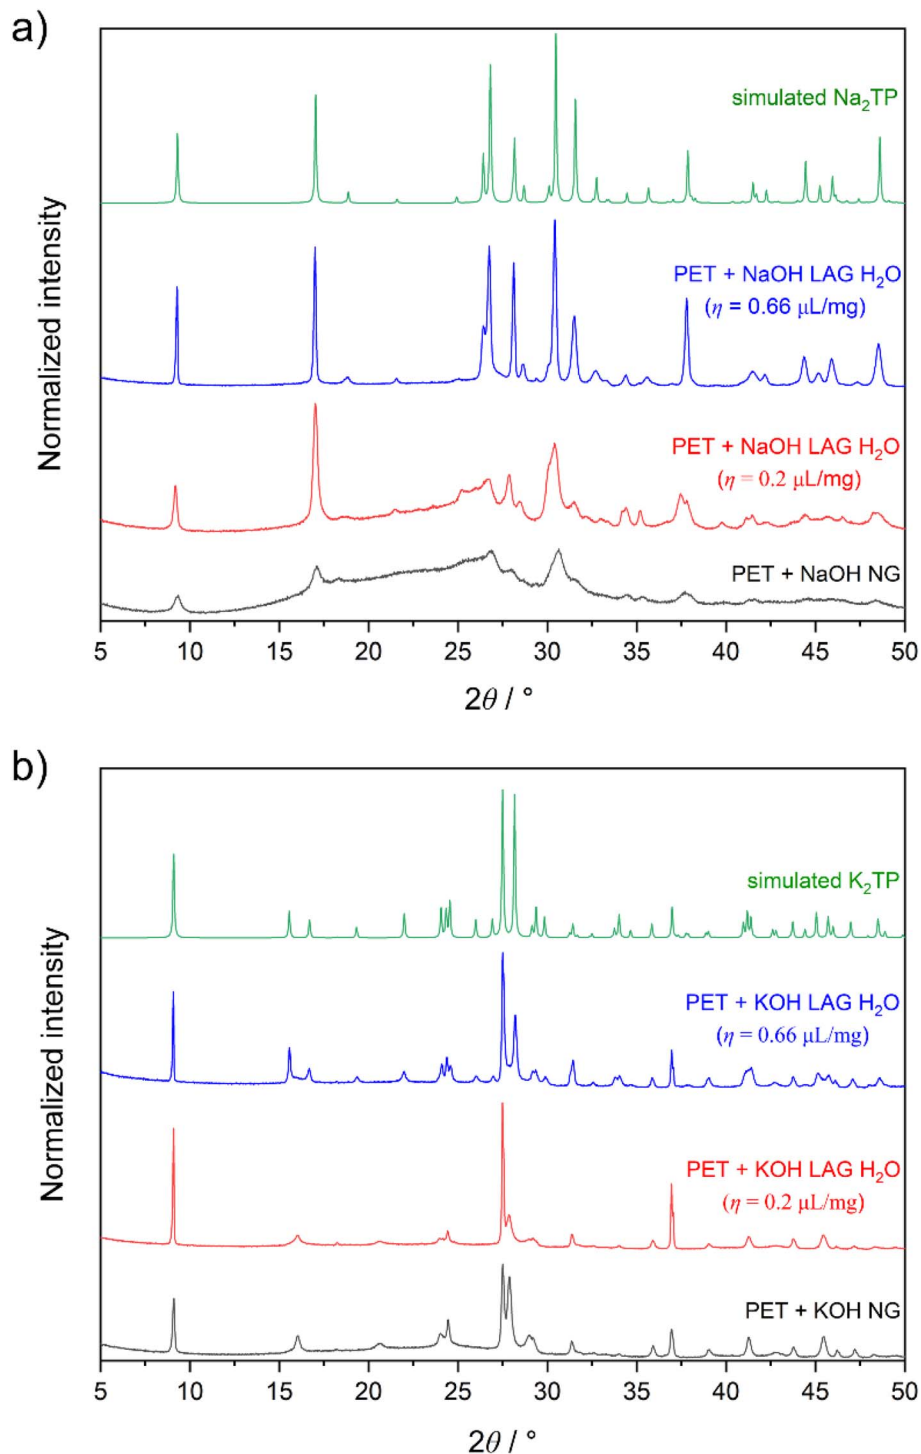 a)
simulated Na₂TP
PET + NaOH LAG H₂O
(η = 0.66 μL/mg)
PET + NaOH LAG H₂O
(η = 0.2 μL/mg)
PET + NaOH NG
Normalized intensity
5 10 15 20 25 30 35 40 45 50
2θ / °
b)
simulated K₂TP
PET + KOH LAG H₂O
(η = 0.66 μL/mg)
PET + KOH LAG H₂O
(η = 0.2 μL/mg)
PET + KOH NG
Normalized intensity
5 10 15 20 25 30 35 40 45 50
2θ / °